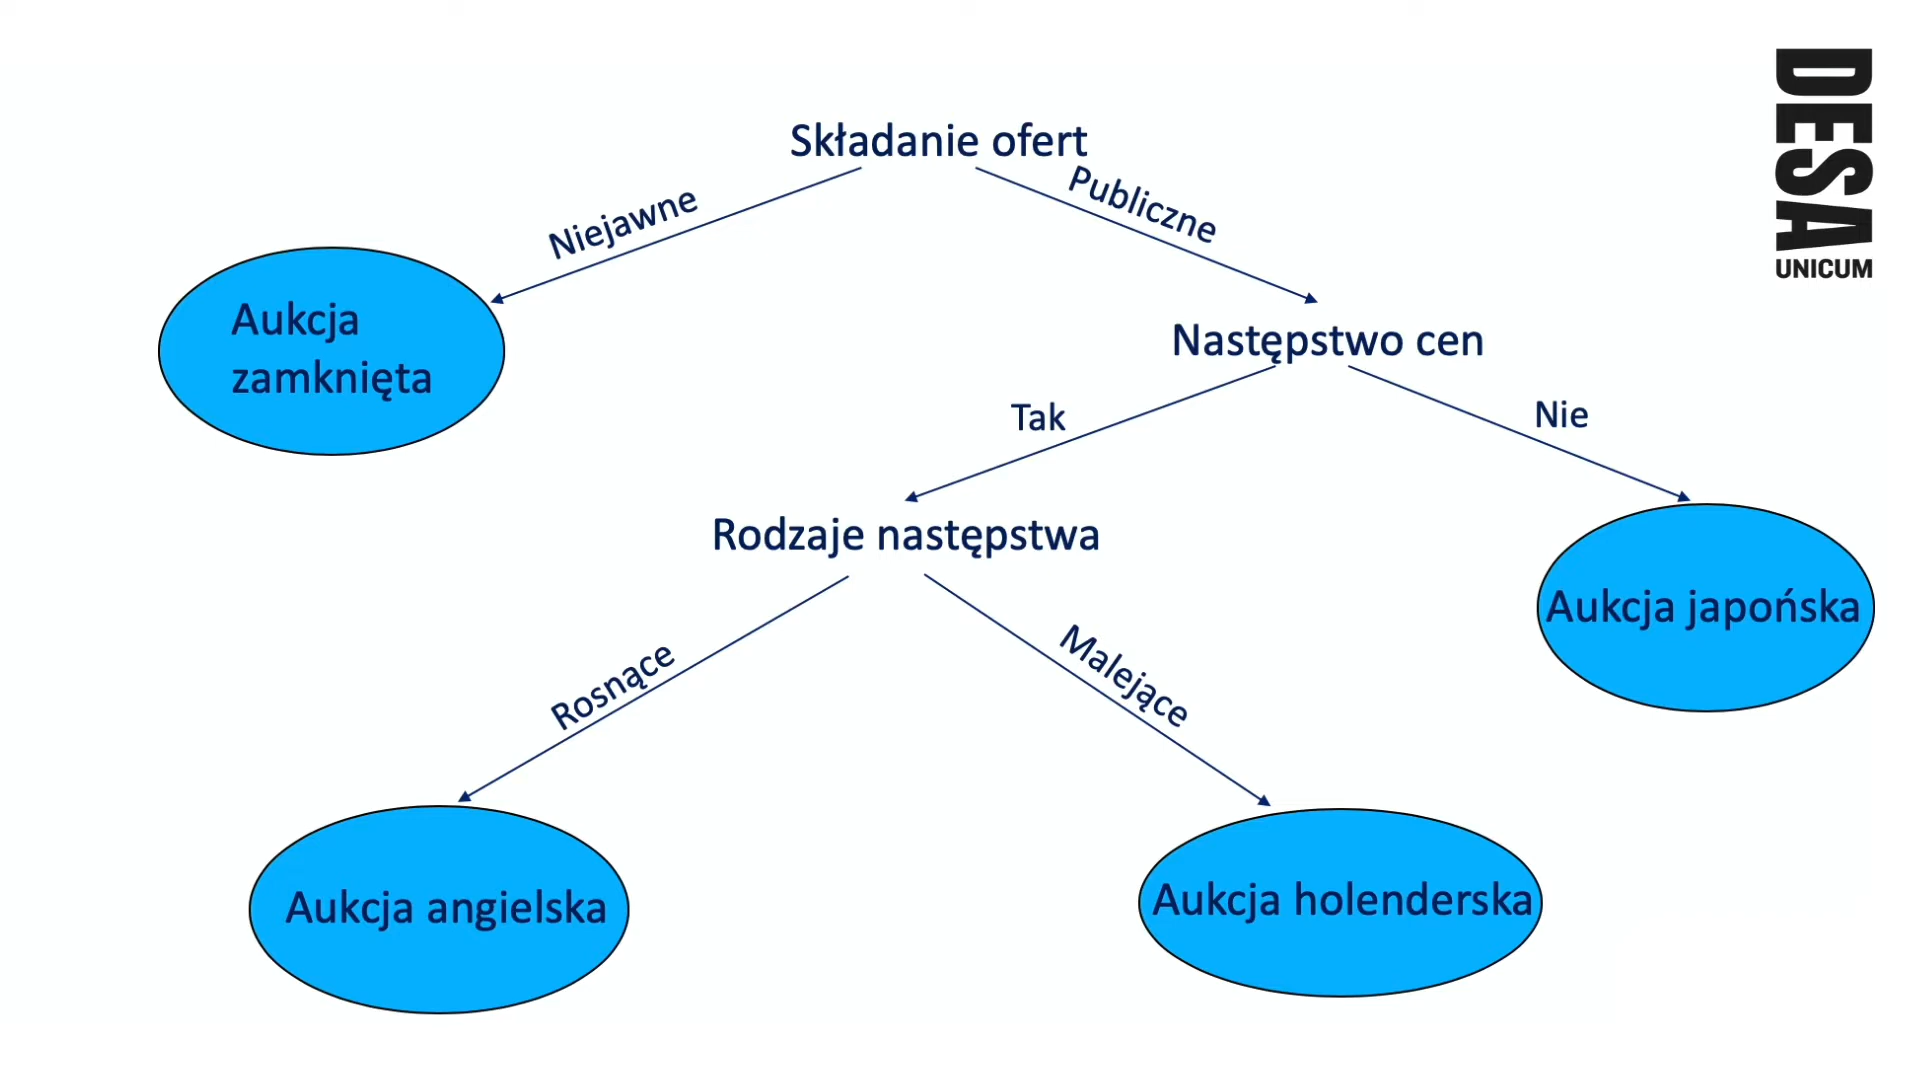 DESA
UNICUM
Składanie ofert
Niejawne
Publiczne
Aukcja
zamknięta
Następstwo cen
Tak
Nie
Rodzaje następstwa
Aukcja japońska
Rosnące
Malejące
Aukcja angielska
Aukcja holenderska